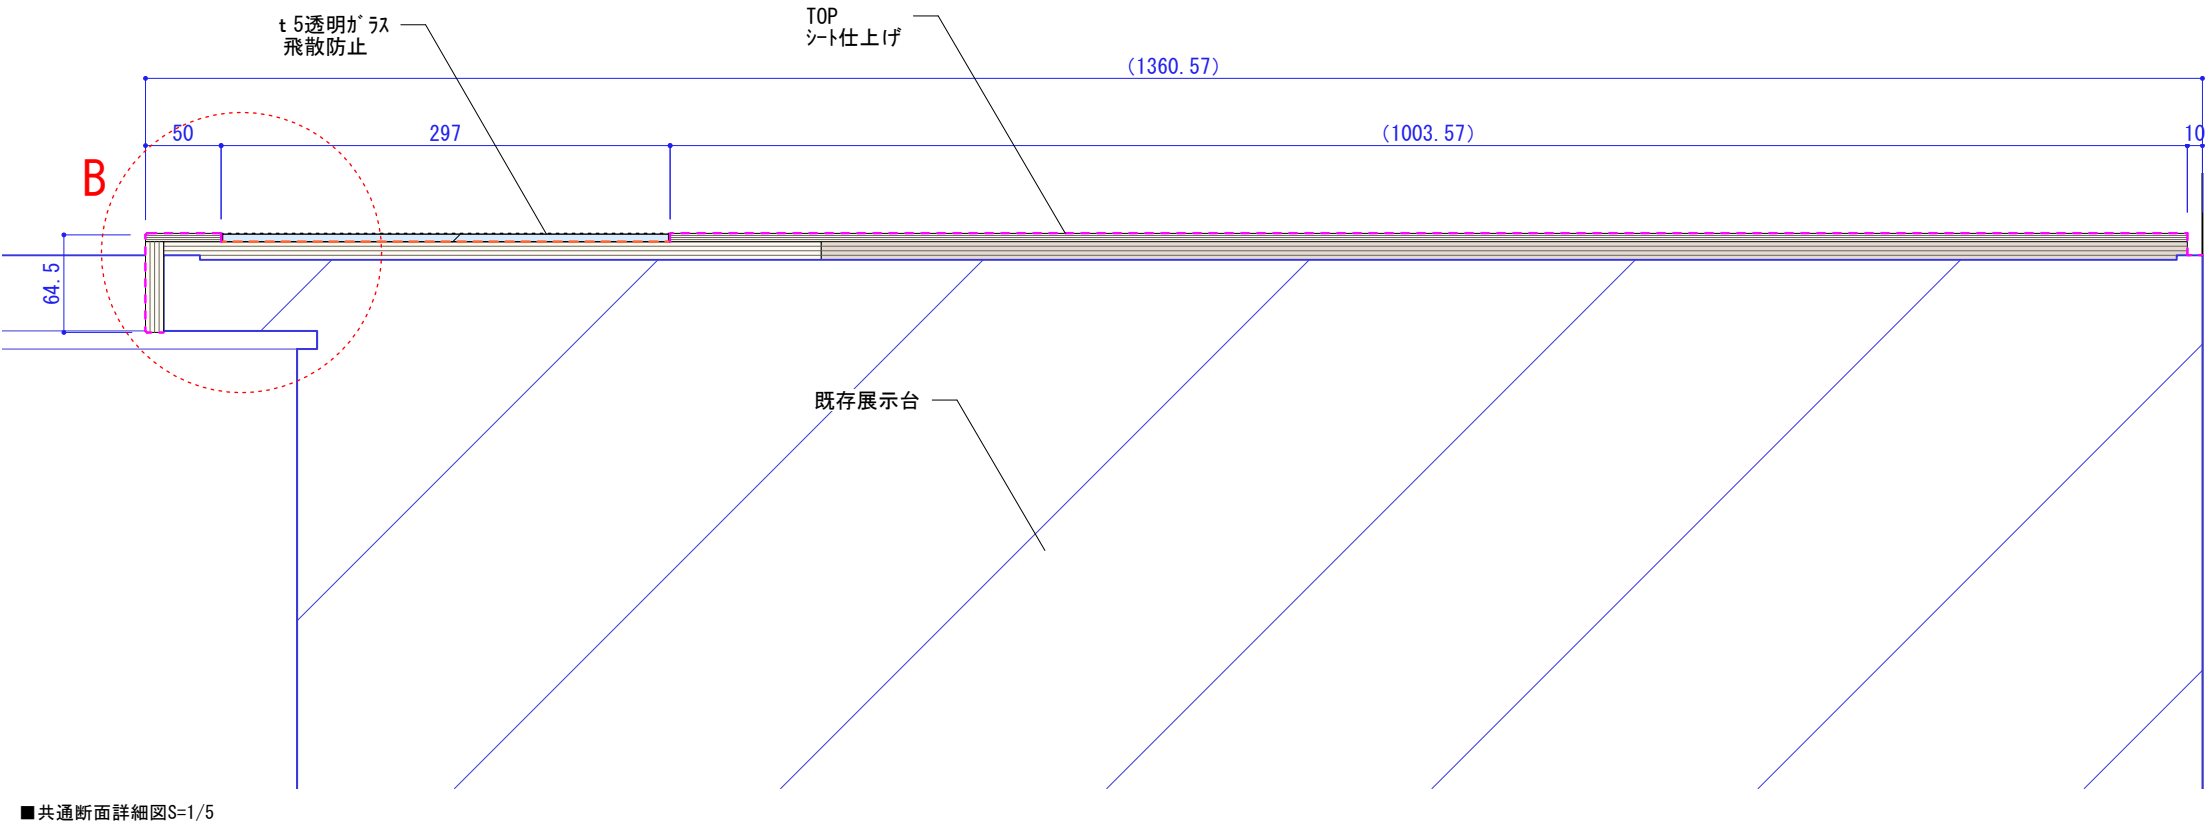 t 5透明ｶﾞﾗｽ
飛散防止
TOP
ｼｰﾄ仕上げ
(1360.57)
50
297
(1003.57)
10
B
64.5
既存展示台
■共通断面詳細図S=1/5